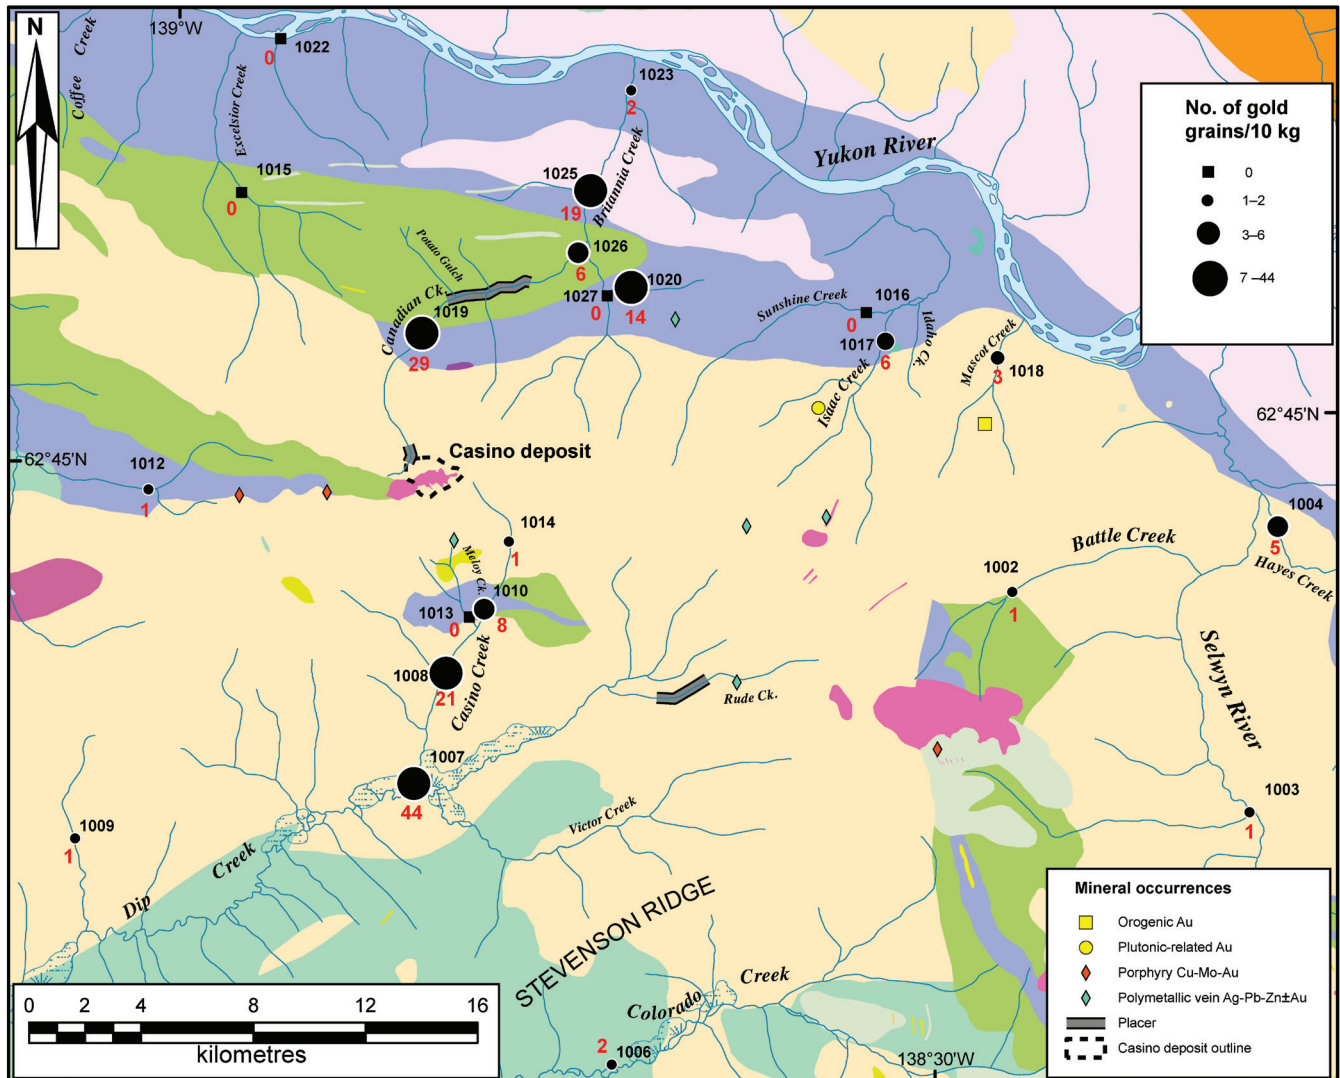 N
139°W
Coffee Creek
Excelsior Creek
1022
0
1023
2
Britannia Creek
Yukon River
No. of gold
grains/10 kg
0
1–2
3–6
7 –44
1015
0
1025
19
Potato Gulch
1026
6
1020
14
1027
0
Canadian Ck.
1019
29
Sunshine Creek
1016
0
1017
6
Idaho Ck.
Isaac Creek
Mascot Creek
1018
3
62°45'N
62°45'N
Casino deposit
1012
1
1014
1
Meloy Ck.
1010
8
1013
0
1008
21
Casino Creek
1007
44
Rude Ck.
1002
1
Battle Creek
1004
5
Hayes Creek
Selwyn River
1003
1
1009
1
Dip Creek
Victor Creek
STEVENSON RIDGE
Colorado Creek
2
1006
138°30'W
0 2 4 8 12 16
kilometres
Mineral occurrences
Orogenic Au
Plutonic-related Au
Porphyry Cu-Mo-Au
Polymetallic vein Ag-Pb-Zn±Au
Placer
Casino deposit outline